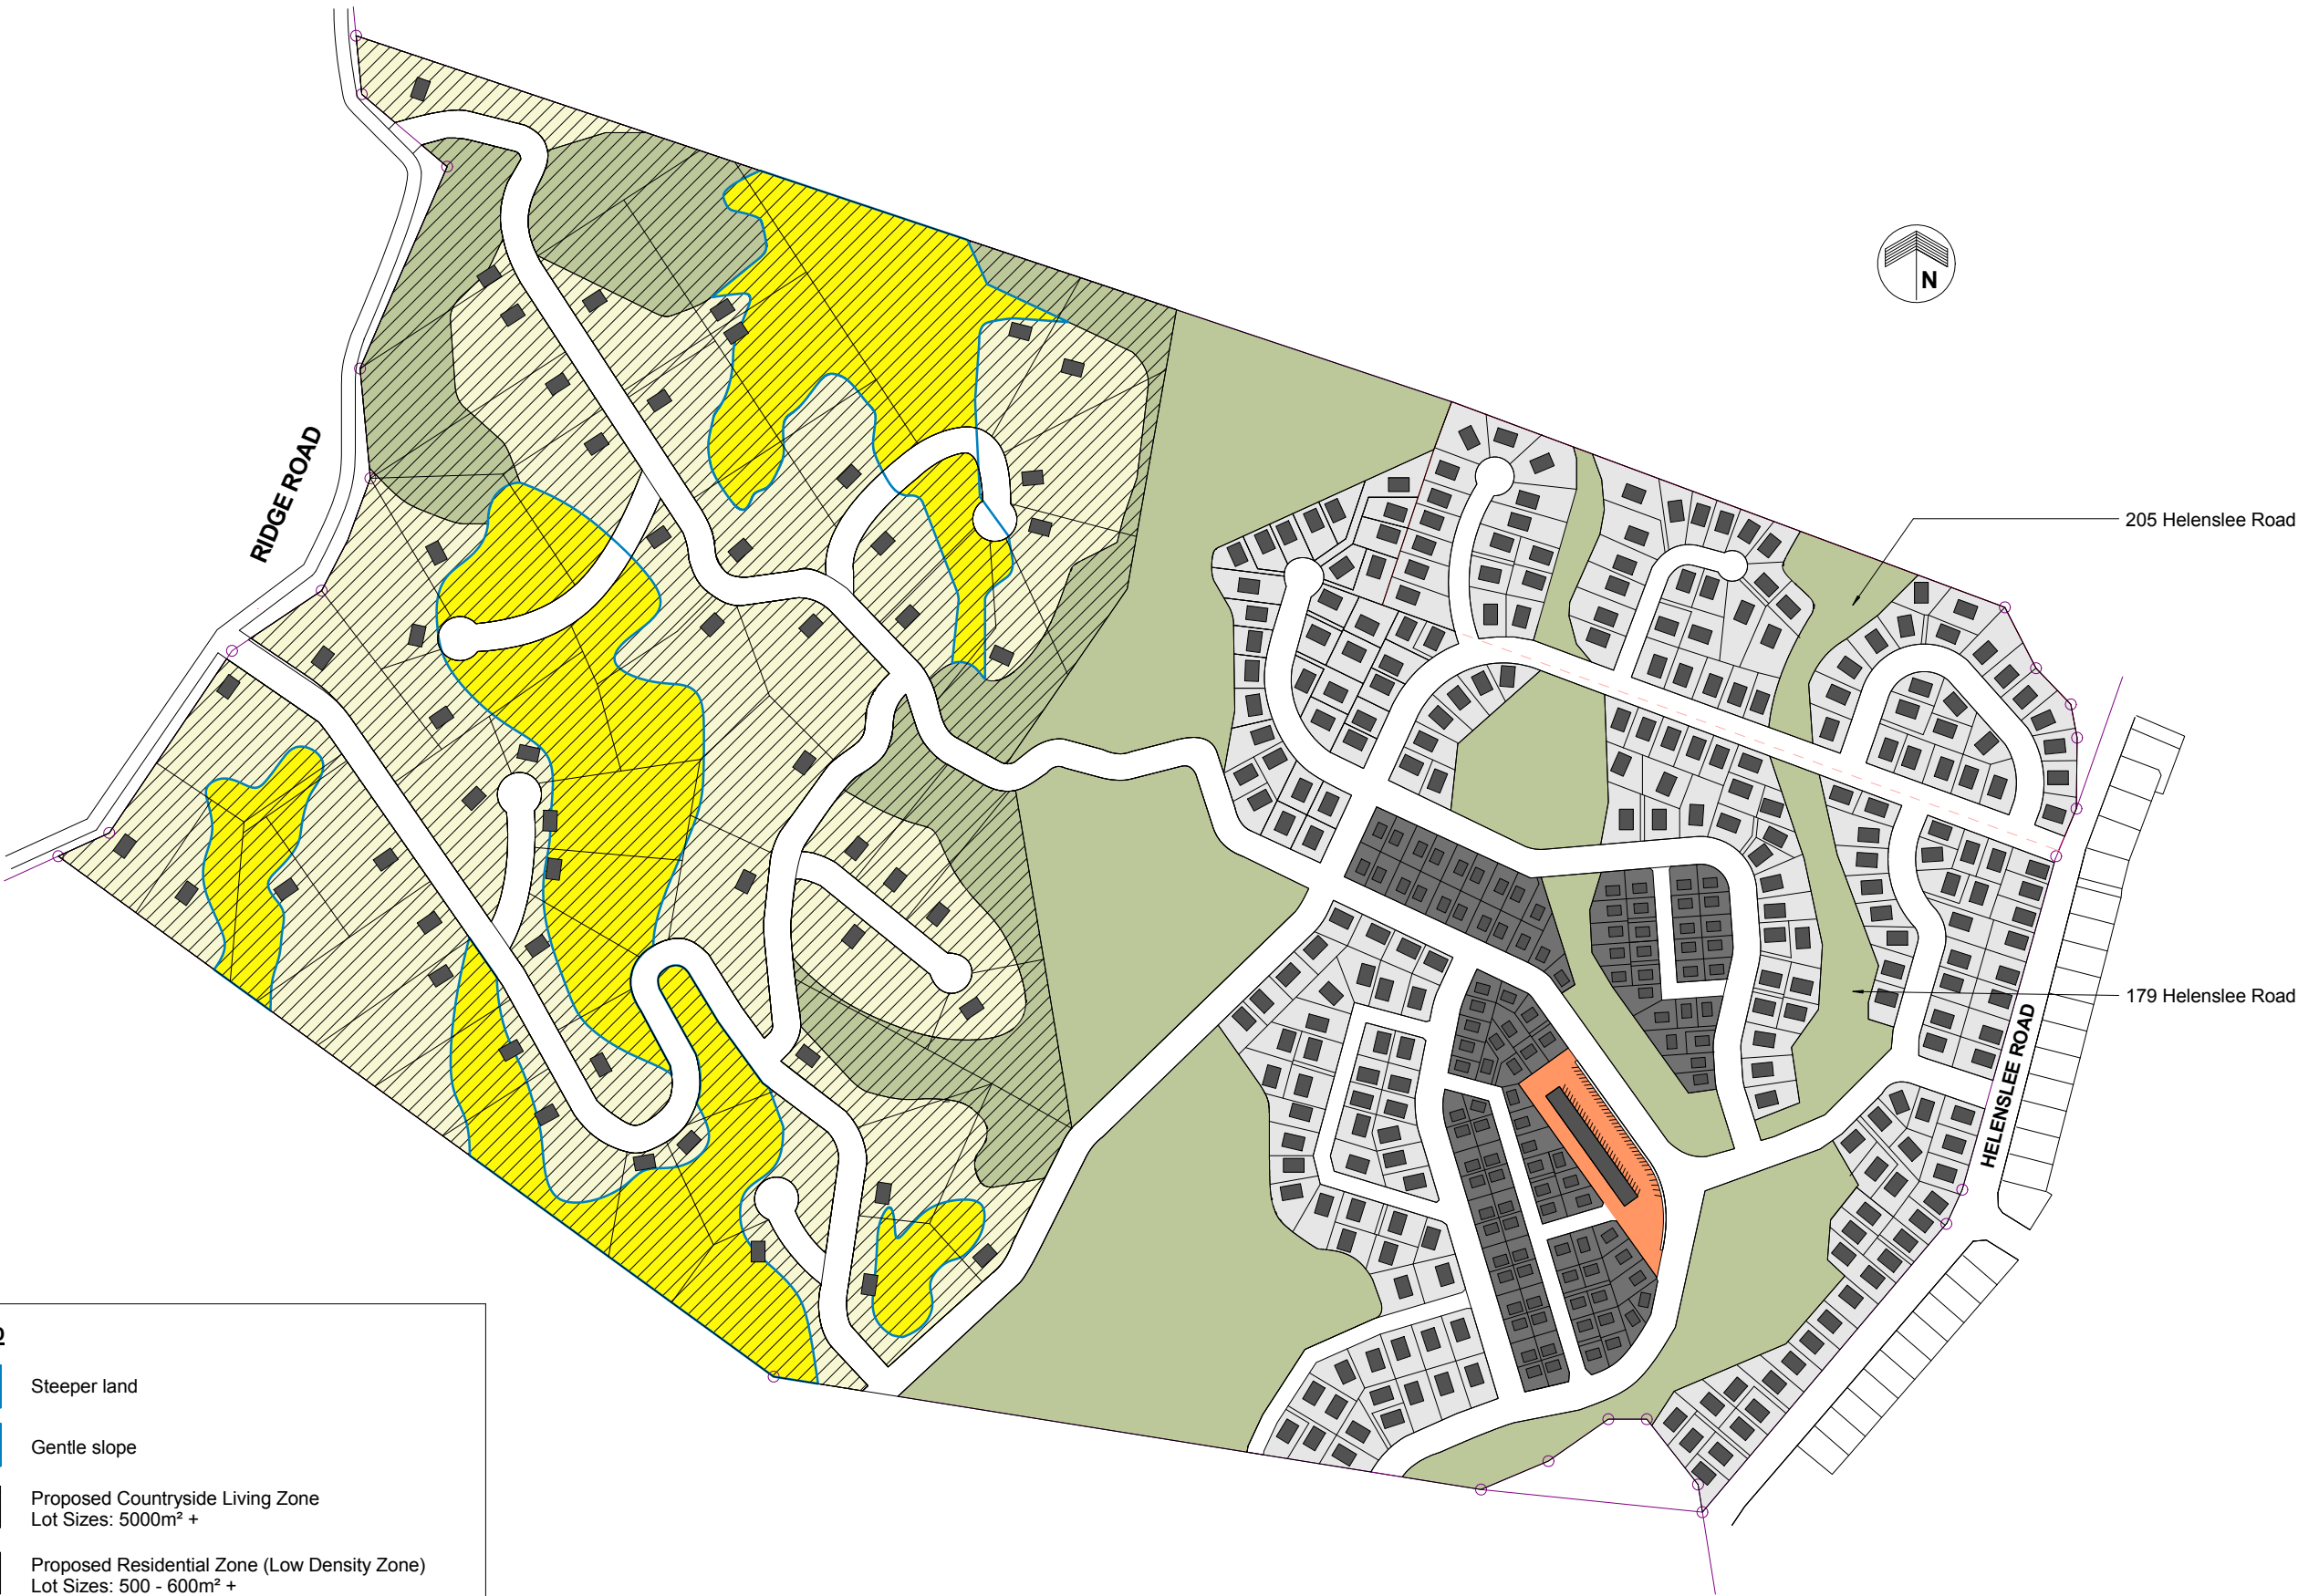 N
RIDGE ROAD
205 Helenslee Road
179 Helenslee Road
HELENSLEE ROAD
Steeper land
Gentle slope
Proposed Countryside Living Zone
Lot Sizes: 5000m² +
Proposed Residential Zone (Low Density Zone)
Lot Sizes: 500 - 600m² +